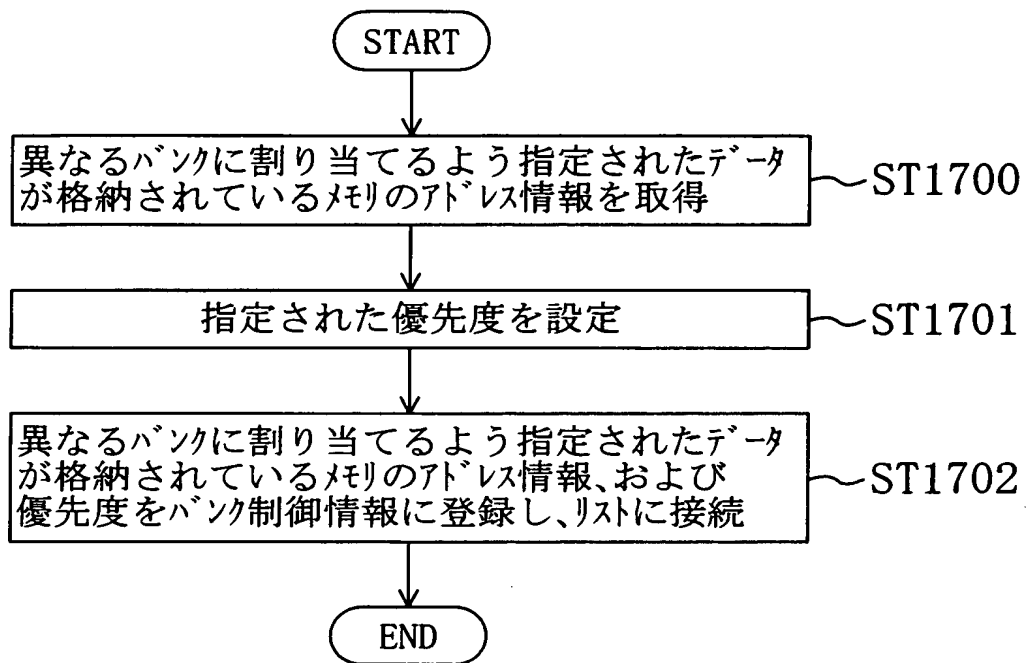 START
異なるバンクに割り当てるよう指定されたデータ
が格納されているメモリのアドレス情報を取得
ST1700
指定された優先度を設定
ST1701
異なるバンクに割り当てるよう指定されたデータ
が格納されているメモリのアドレス情報、および
優先度をバンク制御情報に登録し、リストに接続
ST1702
END